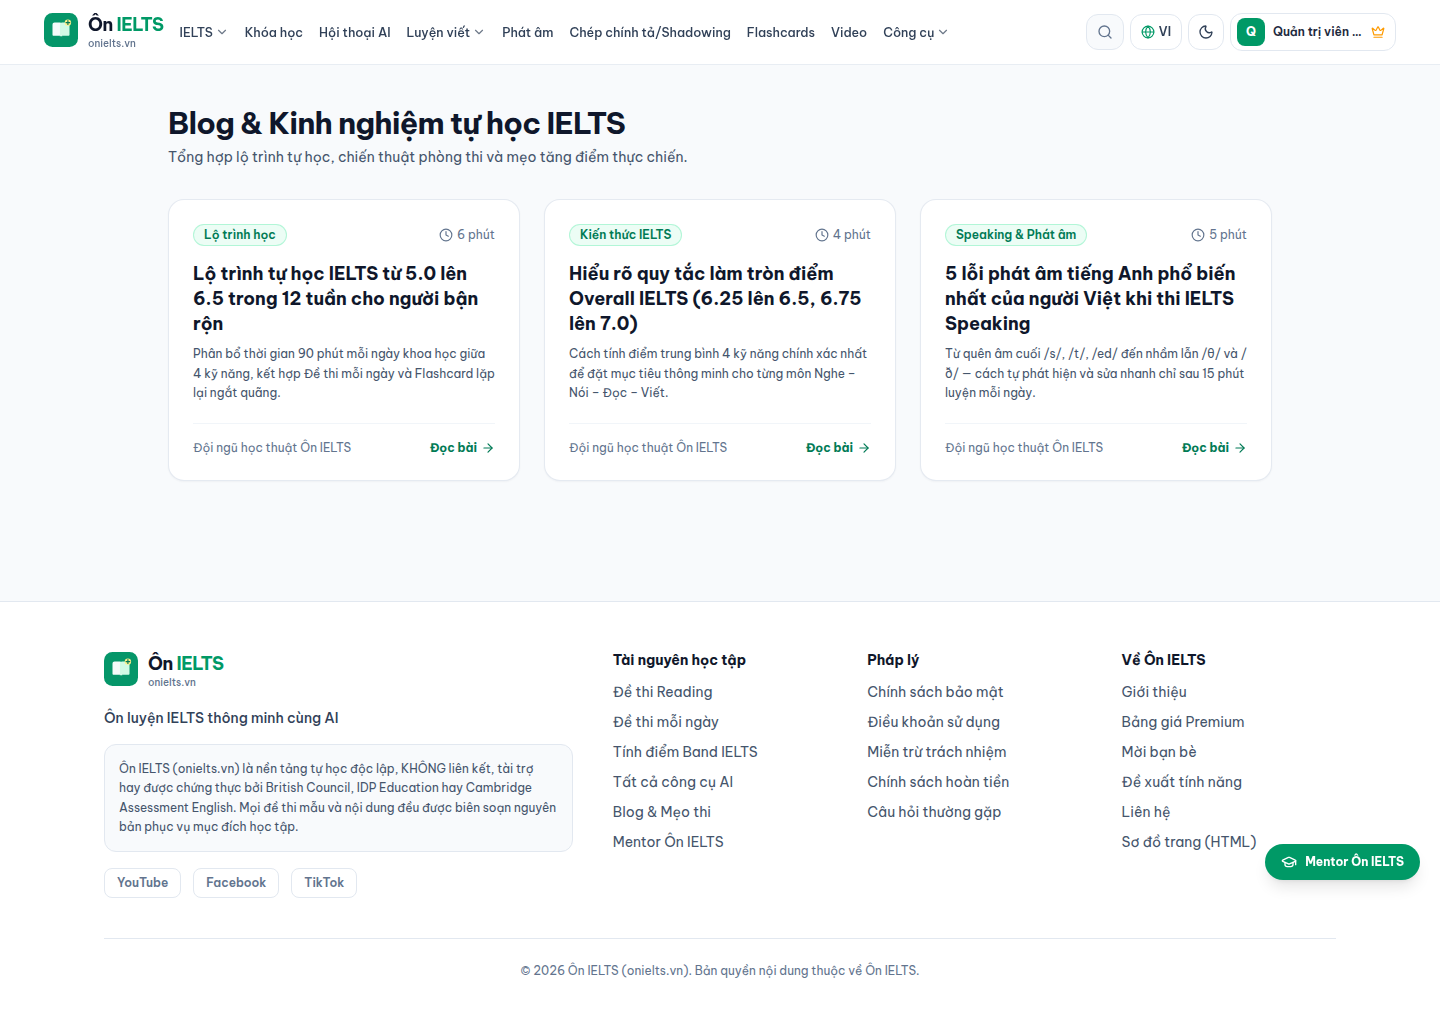 Ôn IELTS
onielts.vn
IELTS
Khóa học
Hội thoại AI
Luyện viết
Phát âm
Chép chính tả/Shadowing
Flashcards
Video
Công cụ
VI
Q
Quản trị viên ...
Blog & Kinh nghiệm tự học IELTS
Tổng hợp lộ trình tự học, chiến thuật phòng thi và mẹo tăng điểm thực chiến.
Lộ trình học
6 phút
Lộ trình tự học IELTS từ 5.0 lên
6.5 trong 12 tuần cho người bận
rộn
Phân bổ thời gian 90 phút mỗi ngày khoa học giữa
4 kỹ năng, kết hợp Đề thi mỗi ngày và Flashcard lặp
lại ngắt quãng.
Đội ngũ học thuật Ôn IELTS
Đọc bài
Kiến thức IELTS
4 phút
Hiểu rõ quy tắc làm tròn điểm
Overall IELTS (6.25 lên 6.5, 6.75
lên 7.0)
Cách tính điểm trung bình 4 kỹ năng chính xác nhất
để đặt mục tiêu thông minh cho từng môn Nghe –
Nói – Đọc – Viết.
Đội ngũ học thuật Ôn IELTS
Đọc bài
Speaking & Phát âm
5 phút
5 lỗi phát âm tiếng Anh phổ biến
nhất của người Việt khi thi IELTS
Speaking
Từ quên âm cuối /s/, /t/, /ed/ đến nhầm lẫn /θ/ và /
ð/ — cách tự phát hiện và sửa nhanh chỉ sau 15 phút
luyện mỗi ngày.
Đội ngũ học thuật Ôn IELTS
Đọc bài
Ôn IELTS
onielts.vn
Ôn luyện IELTS thông minh cùng AI
Ôn IELTS (onielts.vn) là nền tảng tự học độc lập, KHÔNG liên kết, tài trợ
hay được chứng thực bởi British Council, IDP Education hay Cambridge
Assessment English. Mọi đề thi mẫu và nội dung đều được biên soạn nguyên
bản phục vụ mục đích học tập.
YouTube
Facebook
TikTok
Tài nguyên học tập
Đề thi Reading
Đề thi mỗi ngày
Tính điểm Band IELTS
Tất cả công cụ AI
Blog & Mẹo thi
Mentor Ôn IELTS
Pháp lý
Chính sách bảo mật
Điều khoản sử dụng
Miễn trừ trách nhiệm
Chính sách hoàn tiền
Câu hỏi thường gặp
Về Ôn IELTS
Giới thiệu
Bảng giá Premium
Mời bạn bè
Đề xuất tính năng
Liên hệ
Sơ đồ trang (HTML)
Mentor Ôn IELTS
© 2026 Ôn IELTS (onielts.vn). Bản quyền nội dung thuộc về Ôn IELTS.